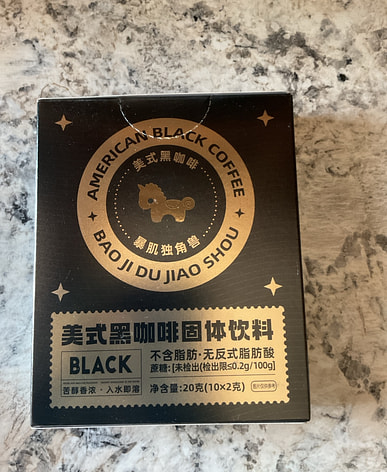 AMERICAN BLACK COFFEE
美式黑咖啡
暴肌独角兽
BAO JI DU JIAO SHOU
美式黑咖啡固体饮料
BLACK
不含脂肪·无反式脂肪酸
蔗糖:[未检出(检出限≤0.2g/100g]
苦醇香浓·入水即溶
净含量:20克(10×2克)